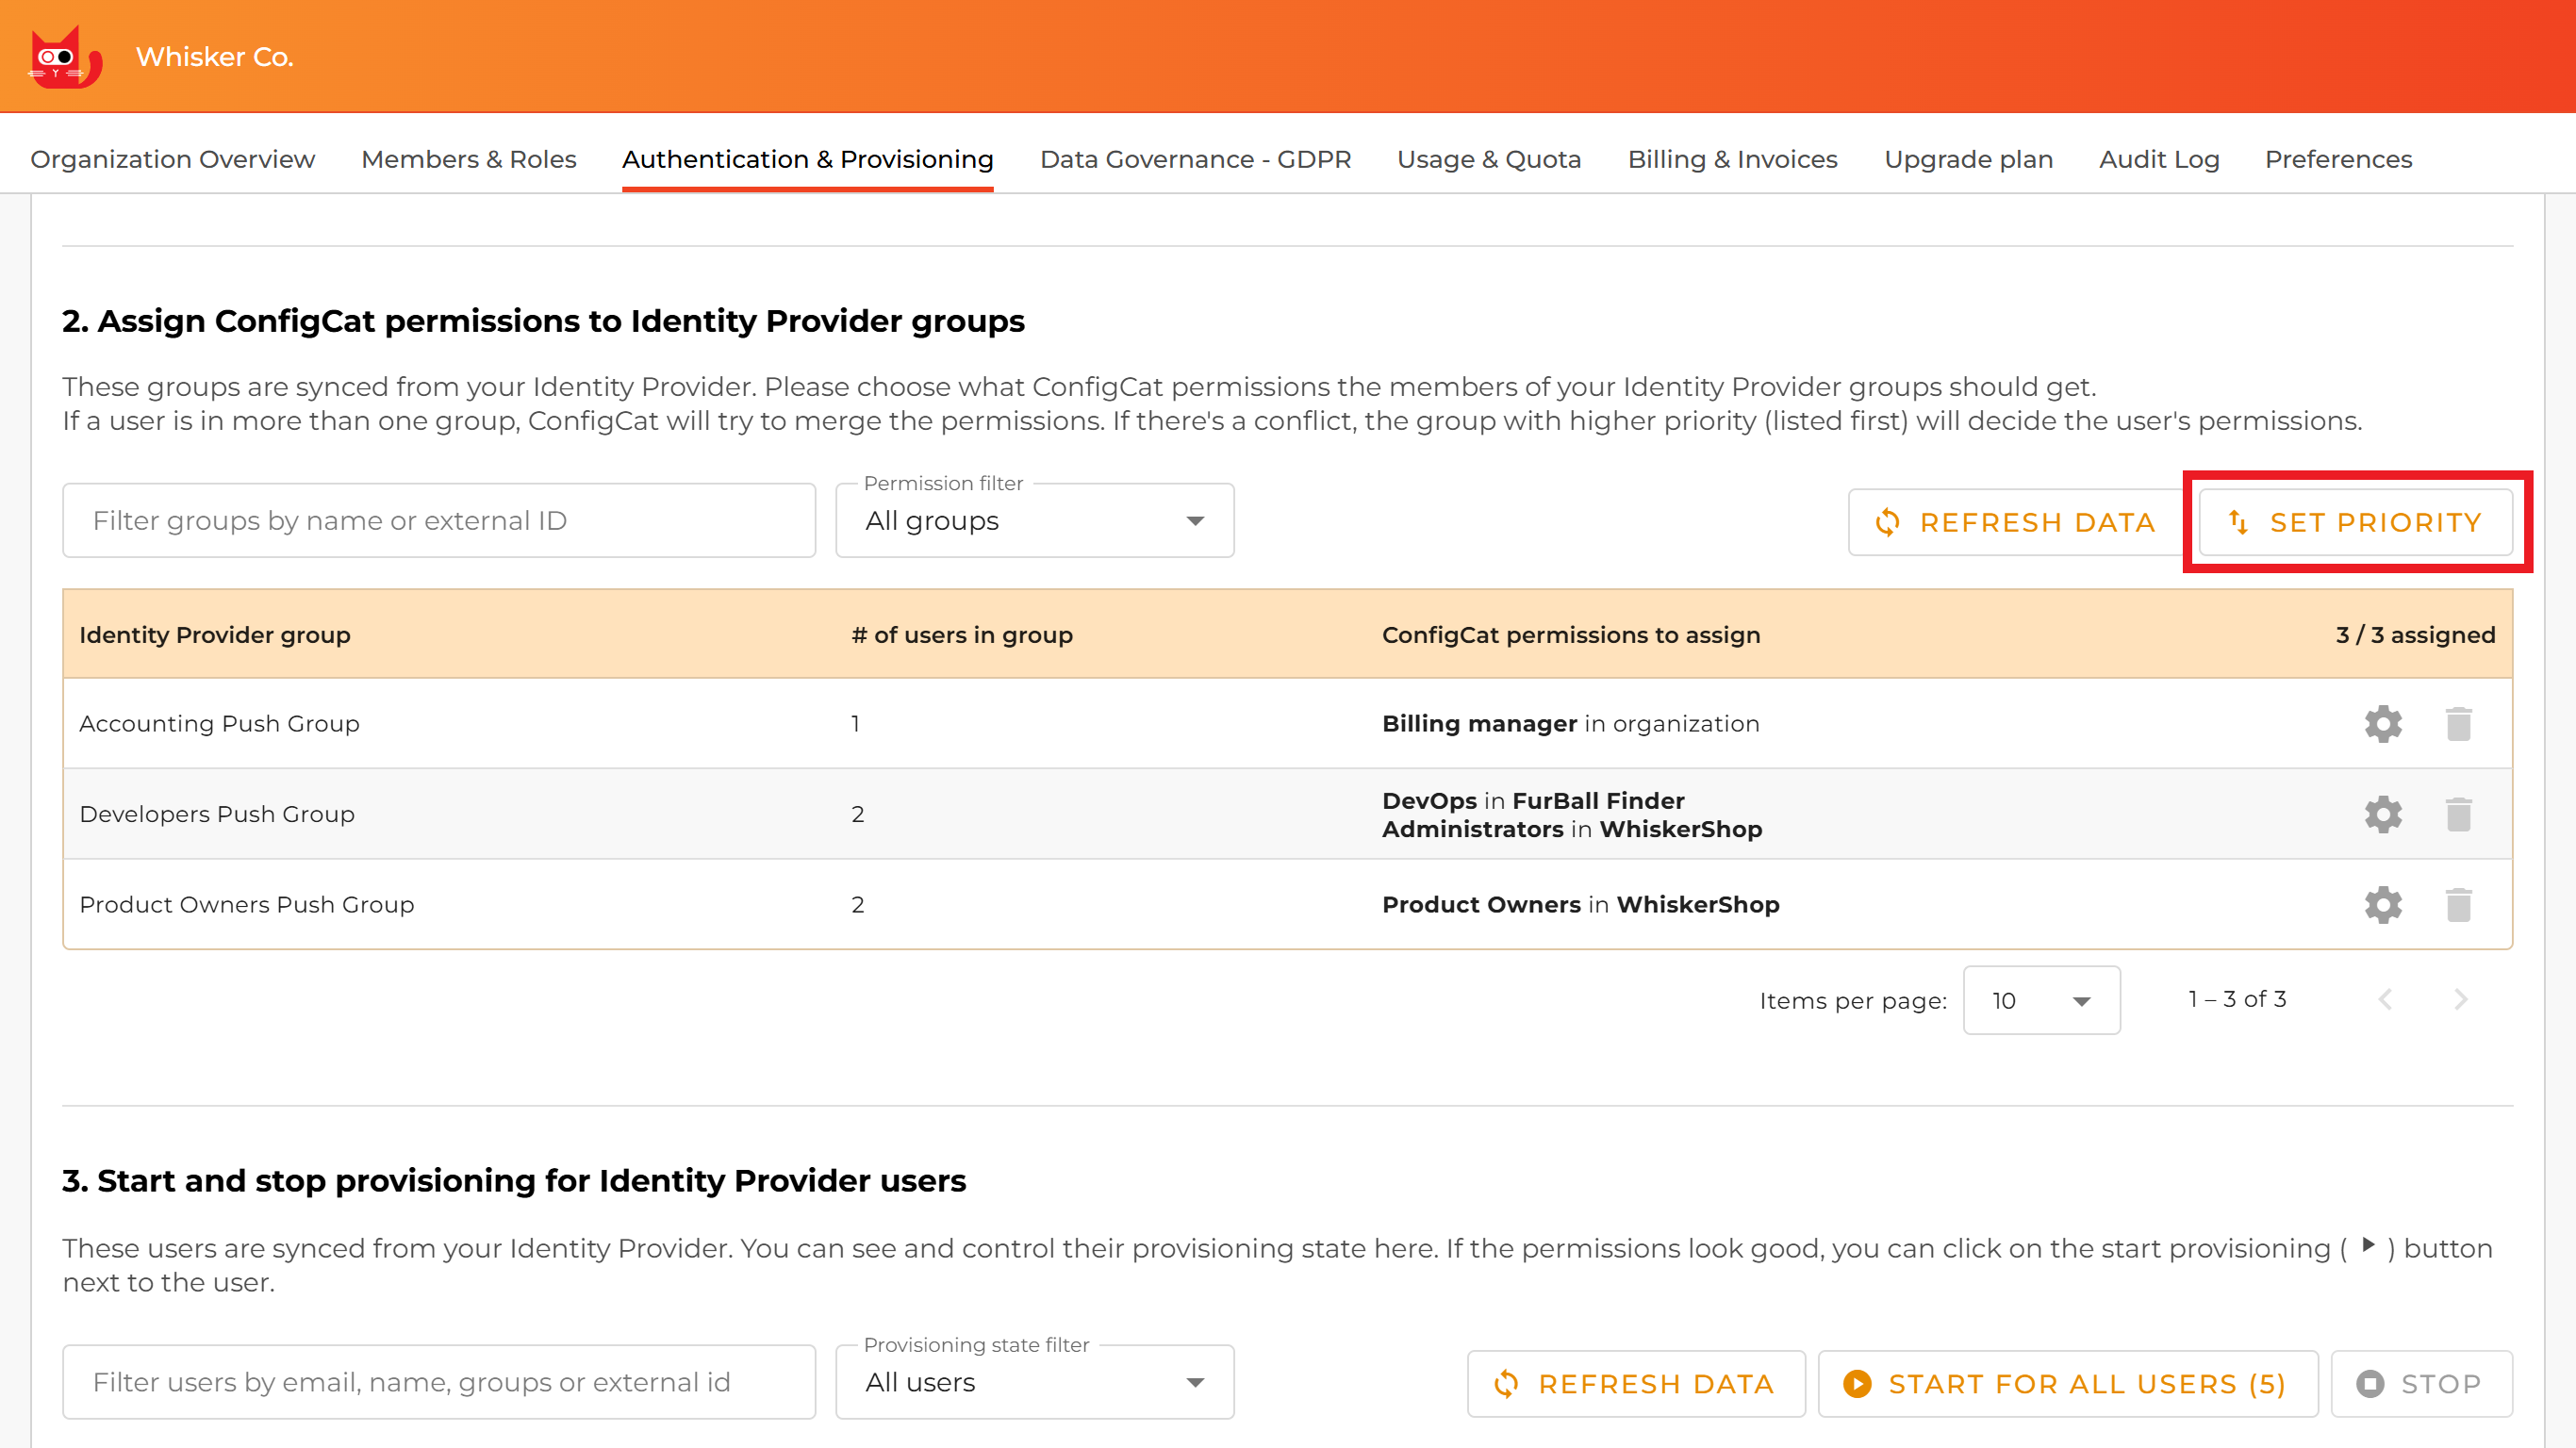 Whisker Co.
Organization Overview
Members & Roles
Authentication & Provisioning
Data Governance - GDPR
Usage & Quota
Billing & Invoices
Upgrade plan
Audit Log
Preferences
2. Assign ConfigCat permissions to Identity Provider groups
These groups are synced from your Identity Provider. Please choose what ConfigCat permissions the members of your Identity Provider groups should get.
If a user is in more than one group, ConfigCat will try to merge the permissions. If there's a conflict, the group with higher priority (listed first) will decide the user's permissions.
Filter groups by name or external ID
Permission filter
All groups
REFRESH DATA
SET PRIORITY
Identity Provider group
# of users in group
ConfigCat permissions to assign
3 / 3 assigned
Accounting Push Group
1
Billing manager in organization
Developers Push Group
2
DevOps in FurBall Finder
Administrators in WhiskerShop
Product Owners Push Group
2
Product Owners in WhiskerShop
Items per page:
10
1 – 3 of 3
3. Start and stop provisioning for Identity Provider users
These users are synced from your Identity Provider. You can see and control their provisioning state here. If the permissions look good, you can click on the start provisioning ( ) button
next to the user.
Filter users by email, name, groups or external id
Provisioning state filter
All users
REFRESH DATA
START FOR ALL USERS (5)
STOP